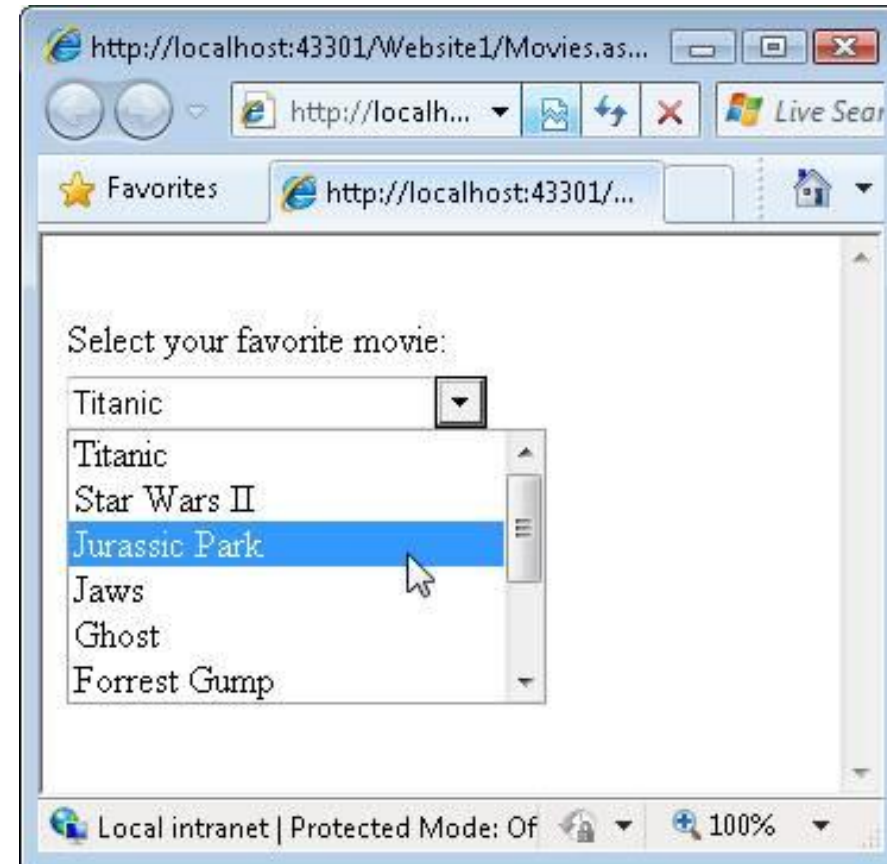 http://localhost:43301/Website1/Movies.as...
http://localh...
Live Sear
Favorites
http://localhost:43301/...
Select your favorite movie:
Titanic
Titanic
Star Wars II
Jurassic Park
Jaws
Ghost
Forrest Gump
Local intranet | Protected Mode: Of
100%